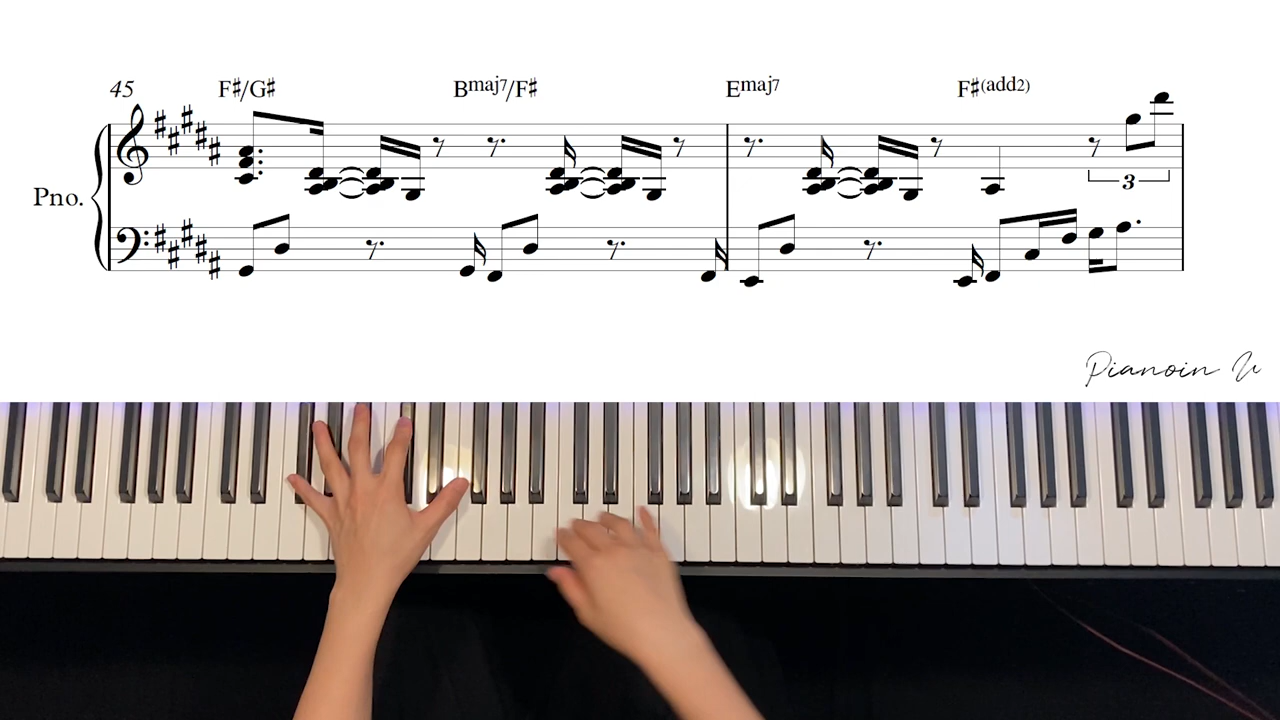 45 F♯/G♯ Bmaj7/F♯ Emaj7 F♯(add2)
Pno.
3
Pianoin U